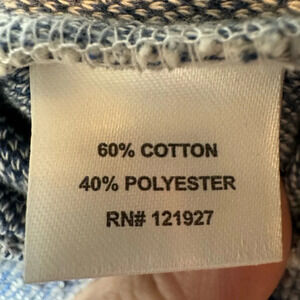 60% COTTON
40% POLYESTER
RN# 121927